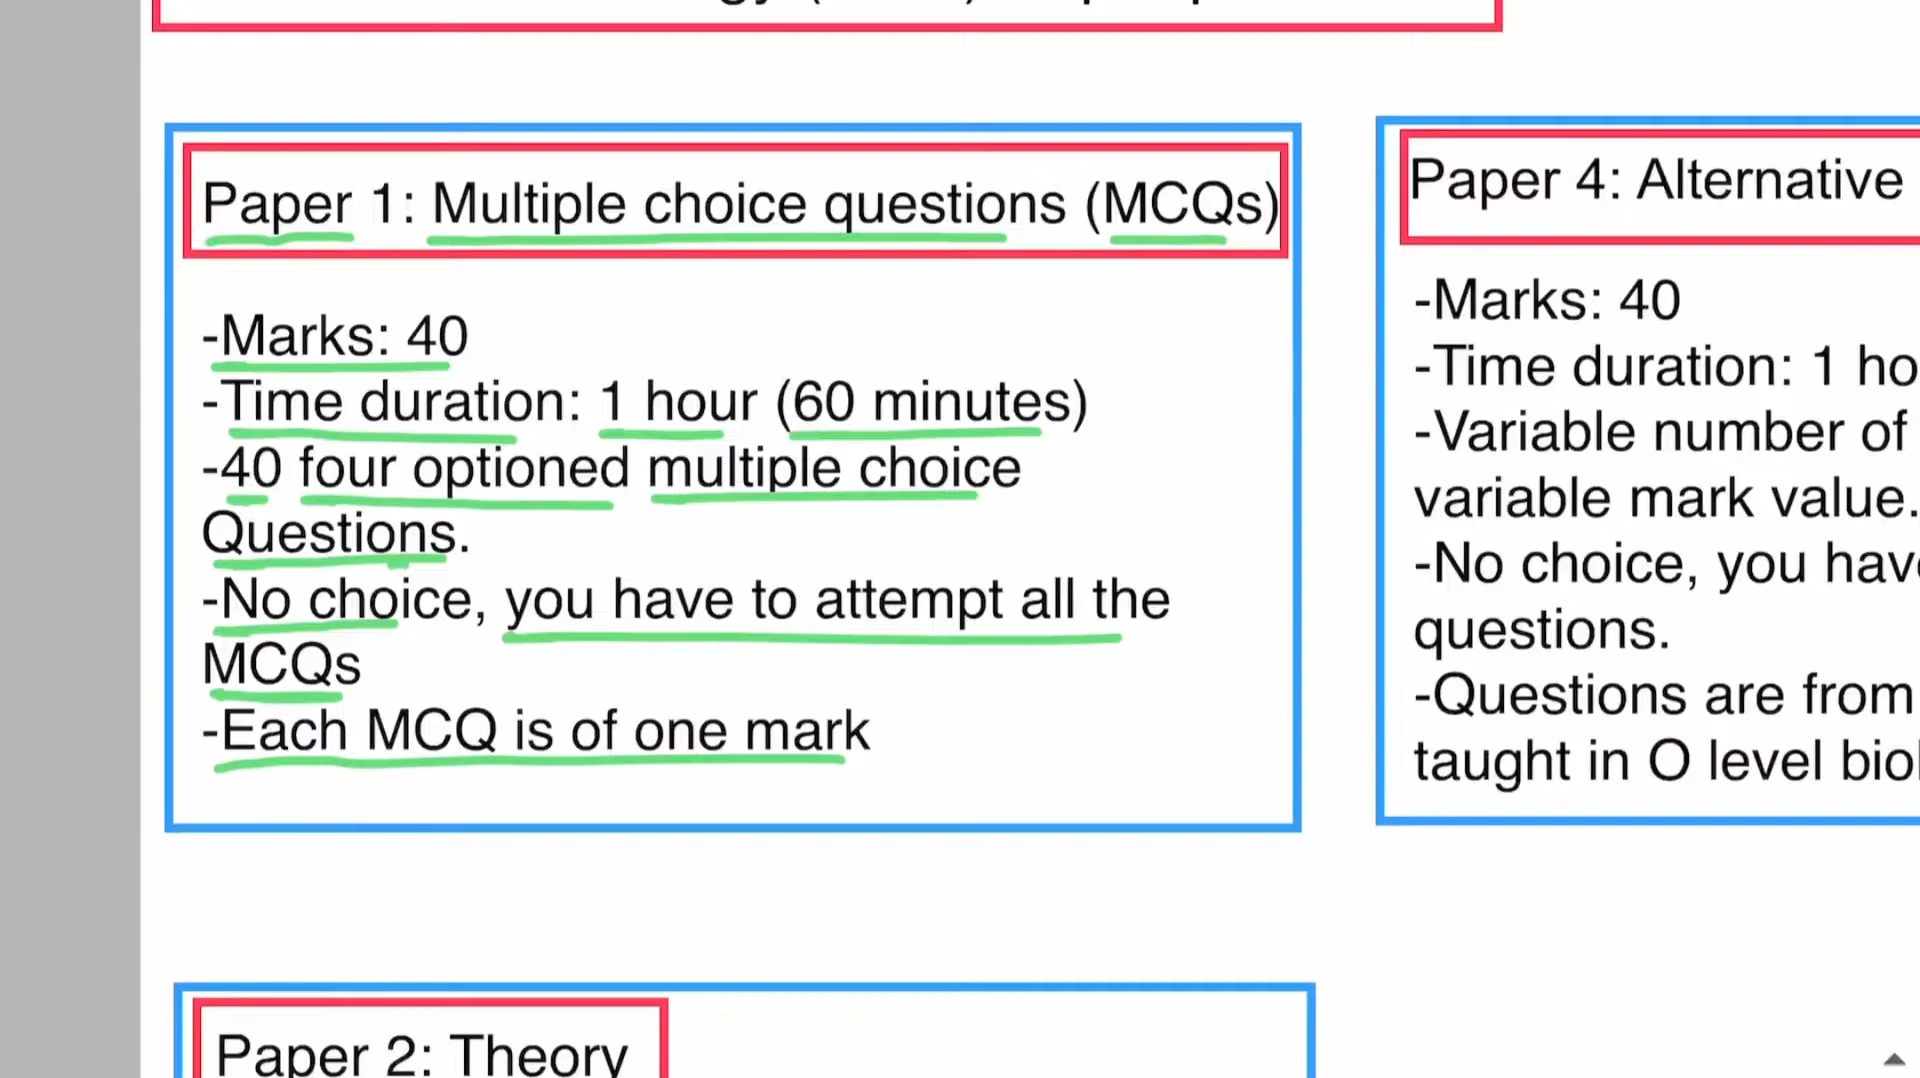 Paper 1: Multiple choice questions (MCQs)
-Marks: 40
-Time duration: 1 hour (60 minutes)
-40 four optioned multiple choice
Questions.
-No choice, you have to attempt all the
MCQs
-Each MCQ is of one mark
Paper 4: Alternative
-Marks: 40
-Time duration: 1
-Variable number of
variable mark value.
-No choice, you
questions.
-Questions are from
taught in O level
Paper 2: Theory